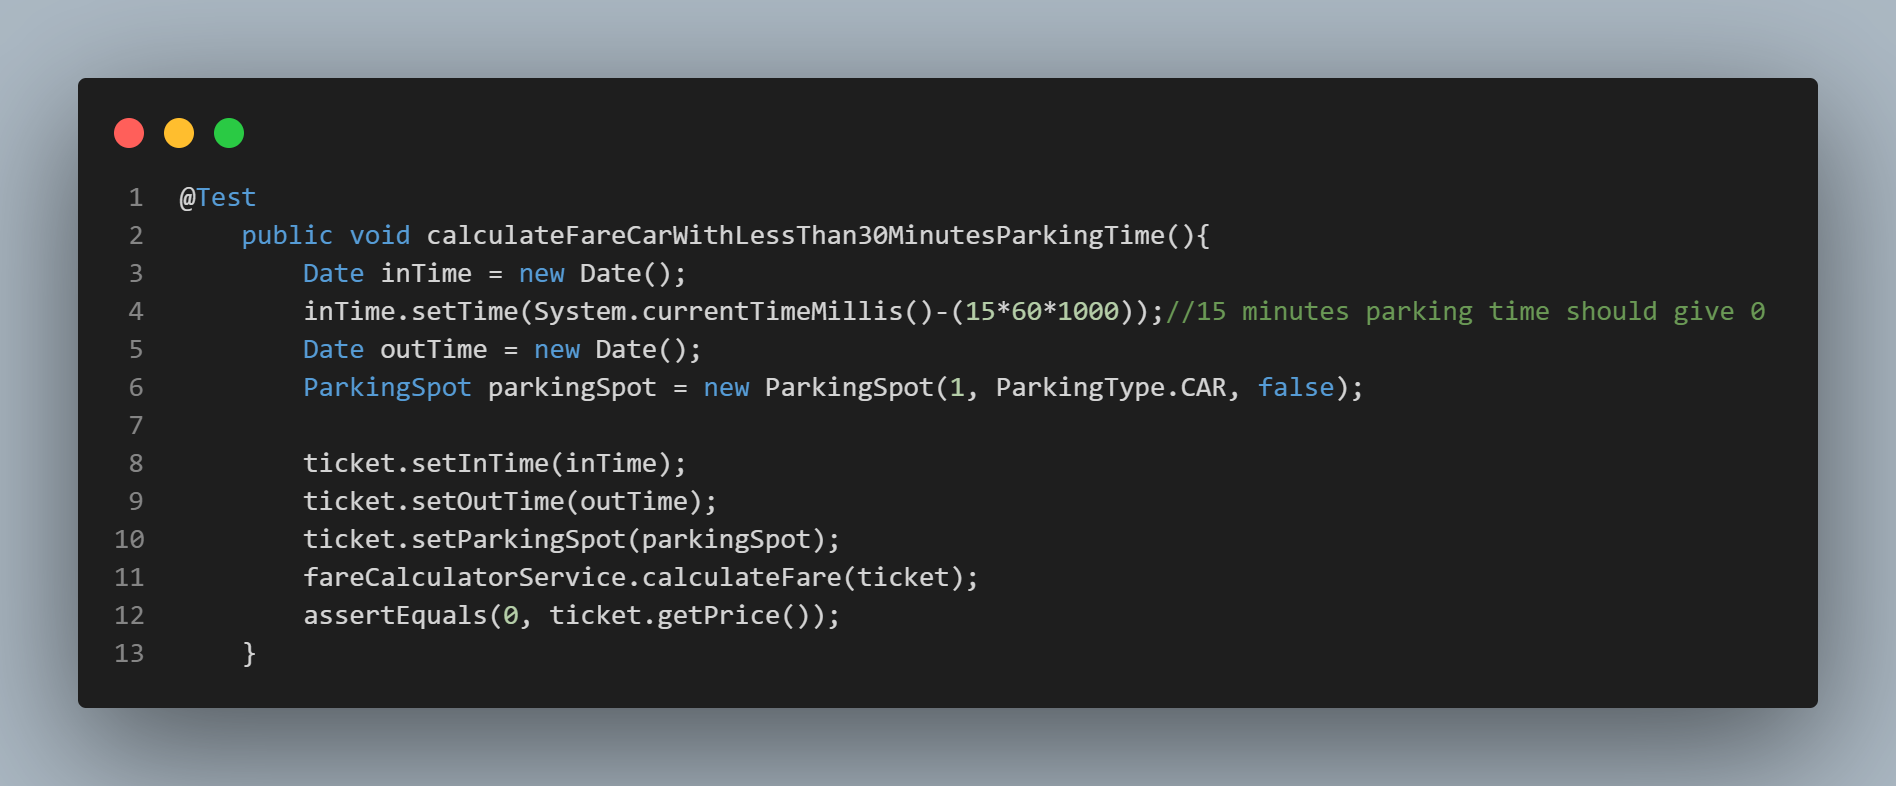 1 @Test
2     public void calculateFareCarWithLessThan30MinutesParkingTime(){
3         Date inTime = new Date();
4         inTime.setTime(System.currentTimeMillis()-(15*60*1000));//15 minutes parking time should give 0
5         Date outTime = new Date();
6         ParkingSpot parkingSpot = new ParkingSpot(1, ParkingType.CAR, false);
7
8         ticket.setInTime(inTime);
9         ticket.setOutTime(outTime);
10         ticket.setParkingSpot(parkingSpot);
11         fareCalculatorService.calculateFare(ticket);
12         assertEquals(0, ticket.getPrice());
13     }